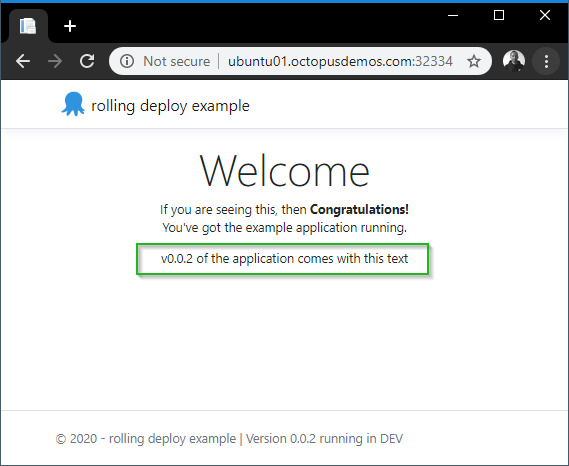 Not secure | ubuntu01.octopusdemos.com:32334
rolling deploy example
Welcome
If you are seeing this, then Congratulations!
You've got the example application running.
v0.0.2 of the application comes with this text
© 2020 - rolling deploy example | Version 0.0.2 running in DEV